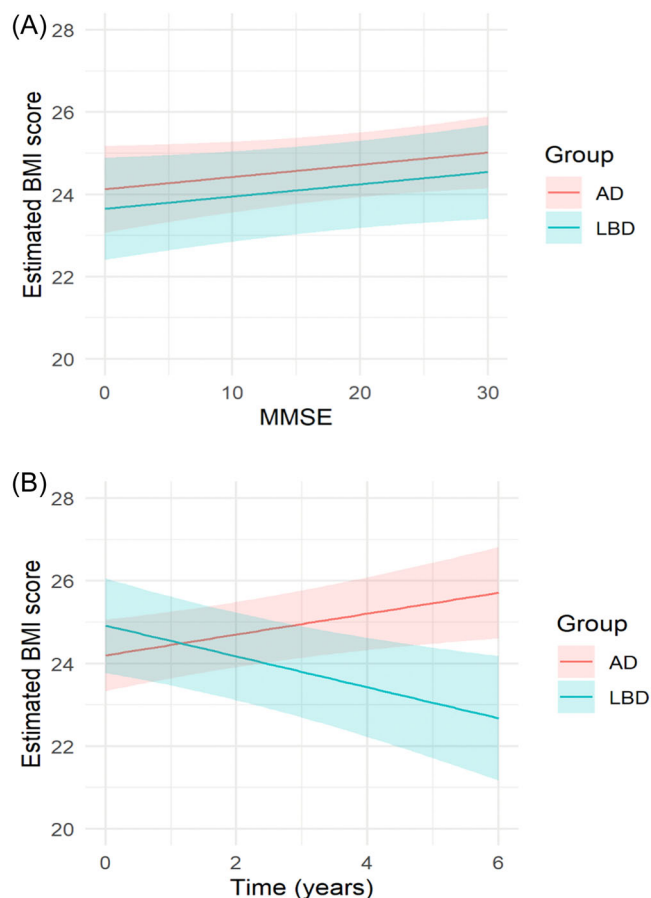 (A)
28
26
24
22
20
Estimated BMI score
0 10 20 30
MMSE
Group
AD
LBD
(B)
28
26
24
22
20
Estimated BMI score
0 2 4 6
Time (years)
Group
AD
LBD